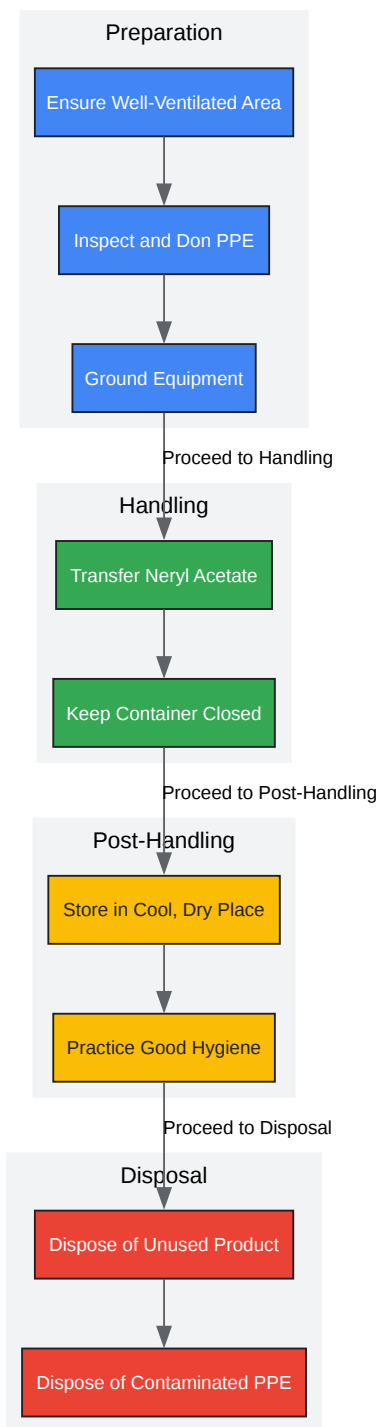 Preparation
Ensure Well-Ventilated Area
Inspect and Don PPE
Ground Equipment
Proceed to Handling
Handling
Transfer Neryl Acetate
Keep Container Closed
Proceed to Post-Handling
Post-Handling
Store in Cool, Dry Place
Practice Good Hygiene
Proceed to Disposal
Disposal
Dispose of Unused Product
Dispose of Contaminated PPE